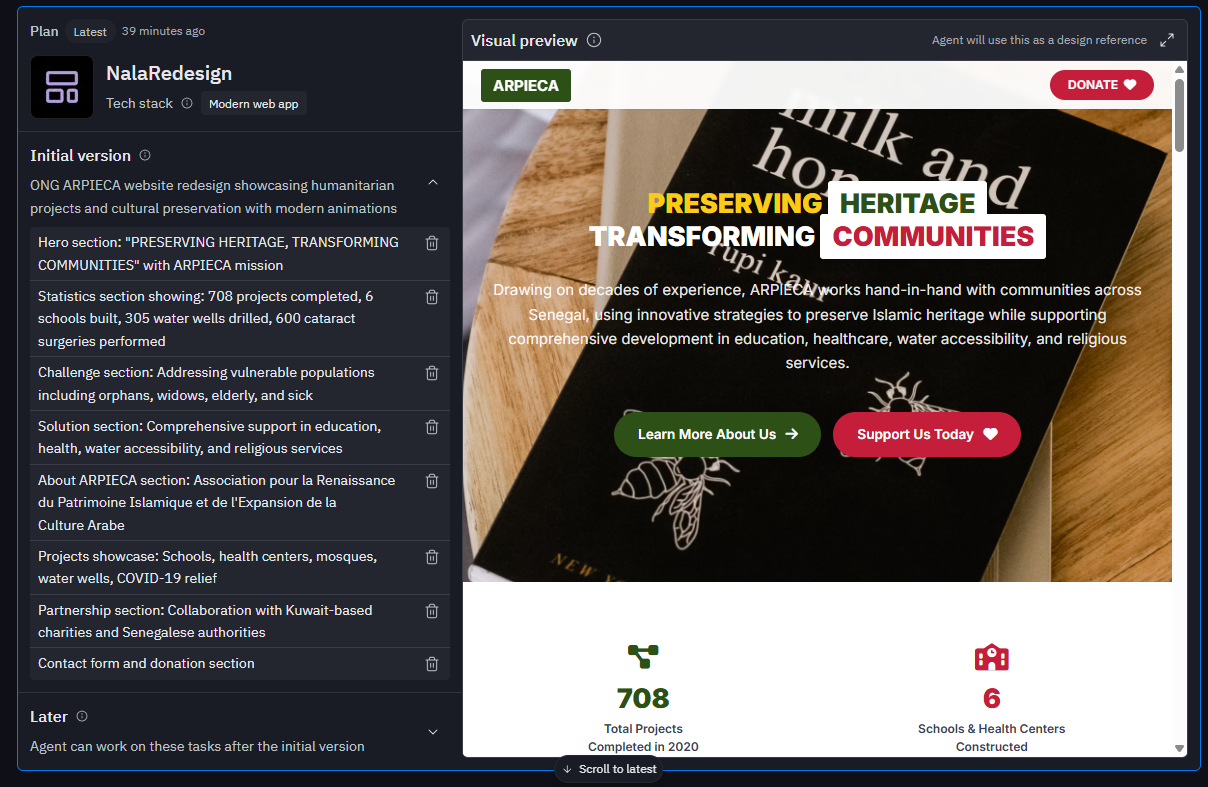 Plan
Latest
39 minutes ago
NalaRedesign
Tech stack
Modern web app
Initial version
ONG ARPIECA website redesign showcasing humanitarian
projects and cultural preservation with modern animations
Hero section: "PRESERVING HERITAGE, TRANSFORMING
COMMUNITIES" with ARPIECA mission
Statistics section showing: 708 projects completed, 6
schools built, 305 water wells drilled, 600 cataract
surgeries performed
Challenge section: Addressing vulnerable populations
including orphans, widows, elderly, and sick
Solution section: Comprehensive support in education,
health, water accessibility, and religious services
About ARPIECA section: Association pour la Renaissance
du Patrimoine Islamique et de l'Expansion de la
Culture Arabe
Projects showcase: Schools, health centers, mosques,
water wells, COVID-19 relief
Partnership section: Collaboration with Kuwait-based
charities and Senegalese authorities
Contact form and donation section
Later
Agent can work on these tasks after the initial version
Visual preview
Agent will use this as a design reference
ARPIECA
DONATE
milk and
PRESERVING HERITAGE
TRANSFORMING COMMUNITIES
rupi kaur
Drawing on decades of experience, ARPIECA works hand-in-hand with communities across
Senegal, using innovative strategies to preserve Islamic heritage while supporting
comprehensive development in education, healthcare, water accessibility, and religious
services.
Learn More About Us
Support Us Today
NEW
708
Total Projects
Completed in 2020
6
Schools & Health Centers
Constructed
Scroll to latest